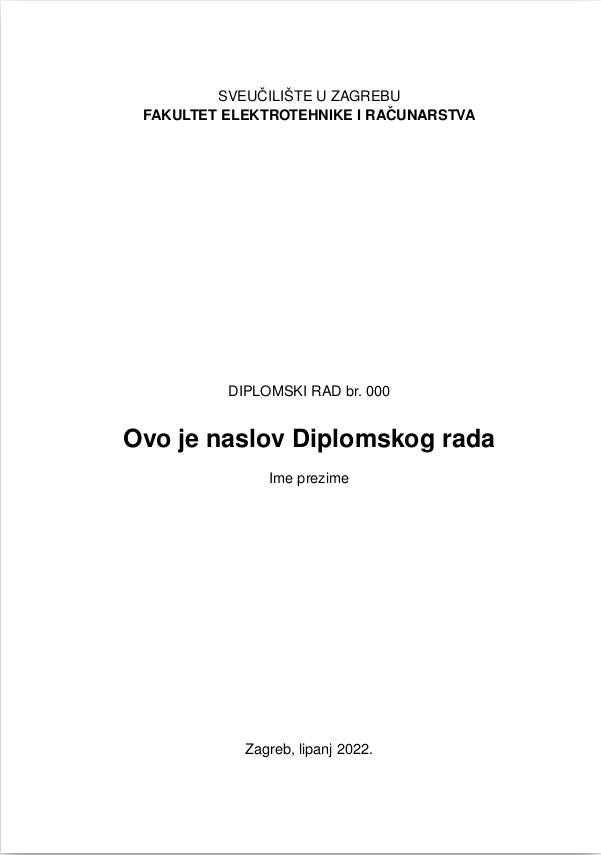 SVEUČILIŠTE U ZAGREBU
FAKULTET ELEKTROTEHNIKE I RAČUNARSTVA
DIPLOMSKI RAD br. 000
Ovo je naslov Diplomskog rada
Ime prezime
Zagreb, lipanj 2022.